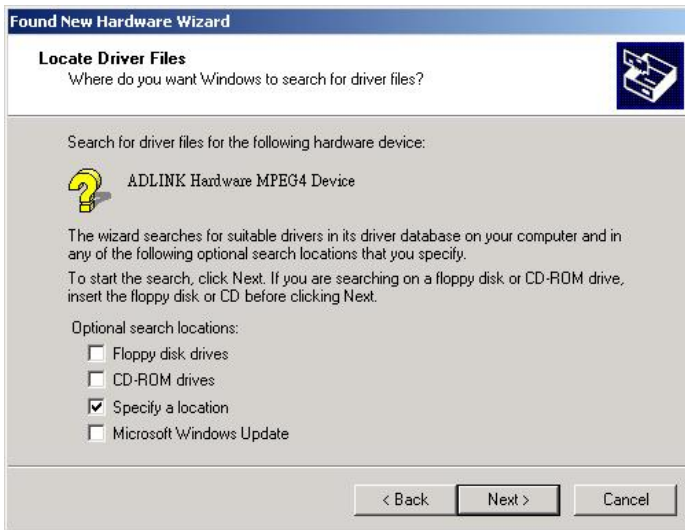 Found New Hardware Wizard
Locate Driver Files
Where do you want Windows to search for driver files?
Search for driver files for the following hardware device:
ADLINK Hardware MPEG4 Device
The wizard searches for suitable drivers in its driver database on your computer and in
any of the following optional search locations that you specify.
To start the search, click Next. If you are searching on a floppy disk or CD-ROM drive,
insert the floppy disk or CD before clicking Next.
Optional search locations:
Floppy disk drives
CD-ROM drives
Specify a location
Microsoft Windows Update
< Back
Next >
Cancel